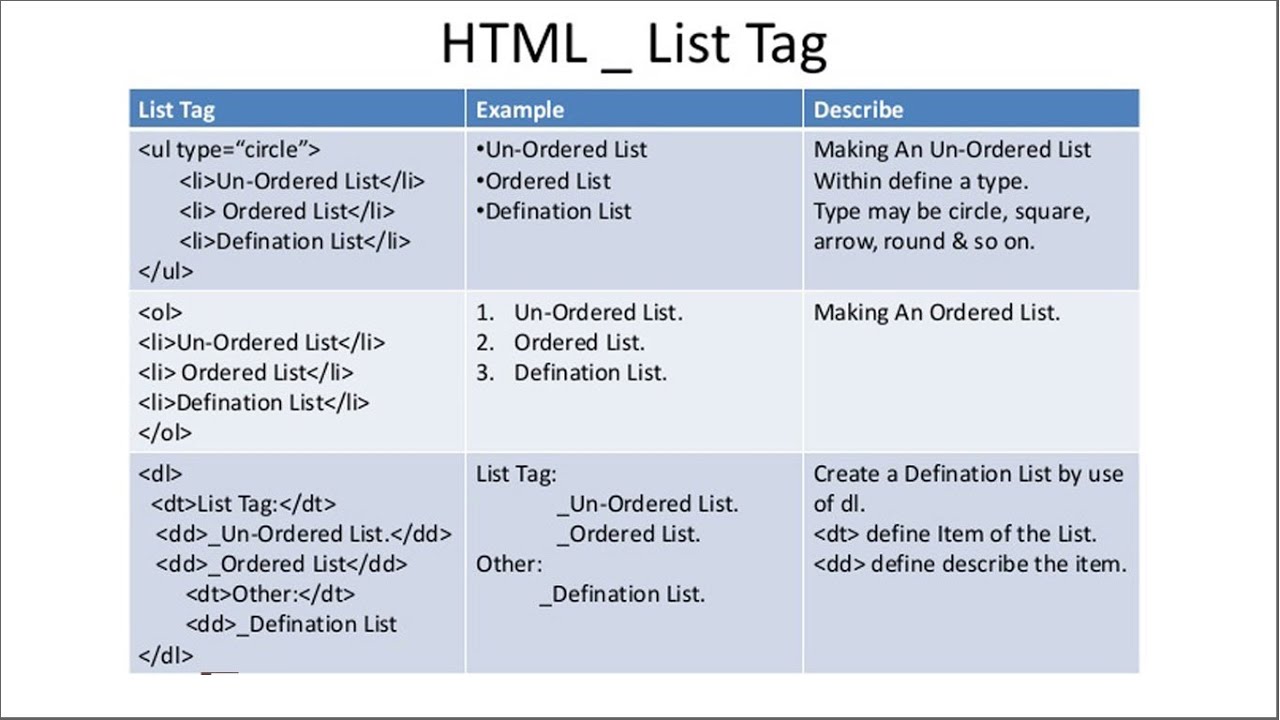 HTML _ List Tag
List Tag
Example
Describe
<ul type=“circle”>
<li>Un-Ordered List</li>
<li> Ordered List</li>
<li>Defination List</li>
</ul>
•Un-Ordered List
•Ordered List
•Defination List
Making An Un-Ordered List
Within define a type.
Type may be circle, square,
arrow, round & so on.
<ol>
<li>Un-Ordered List</li>
<li> Ordered List</li>
<li>Defination List</li>
</ol>
1. Un-Ordered List.
2. Ordered List.
3. Defination List.
Making An Ordered List.
<dl>
<dt>List Tag:</dt>
<dd>_Un-Ordered List.</dd>
<dd>_Ordered List</dd>
<dt>Other:</dt>
<dd>_Defination List
</dl>
List Tag:
_Un-Ordered List.
_Ordered List.
Other:
_Defination List.
Create a Defination List by use
of dl.
<dt> define Item of the List.
<dd> define describe the item.